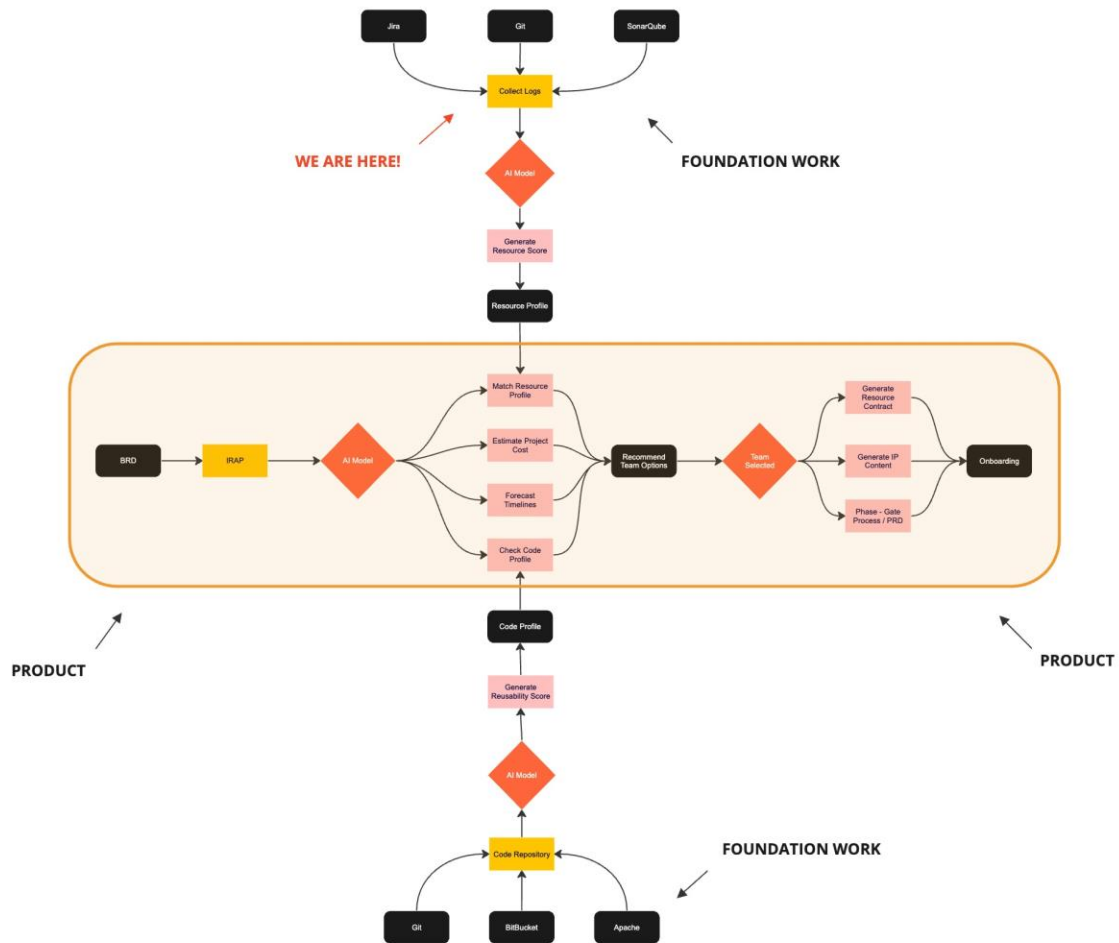 Jira
Git
SonarQube
Collect Logs
WE ARE HERE!
FOUNDATION WORK
AI Model
Generate
Resource Score
Resource Profile
Match Resource
Profile
Generate
Resource
Contract
BRD
IRAP
AI Model
Estimate Project
Cost
Recommend
Team Options
Team
Selected
Generate IP
Content
Onboarding
Forecast
Timelines
Phase - Gate
Process / PRD
Check Code
Profile
Code Profile
PRODUCT
PRODUCT
Generate
Reusability Score
AI Model
Code Repository
FOUNDATION WORK
Git
BitBucket
Apache